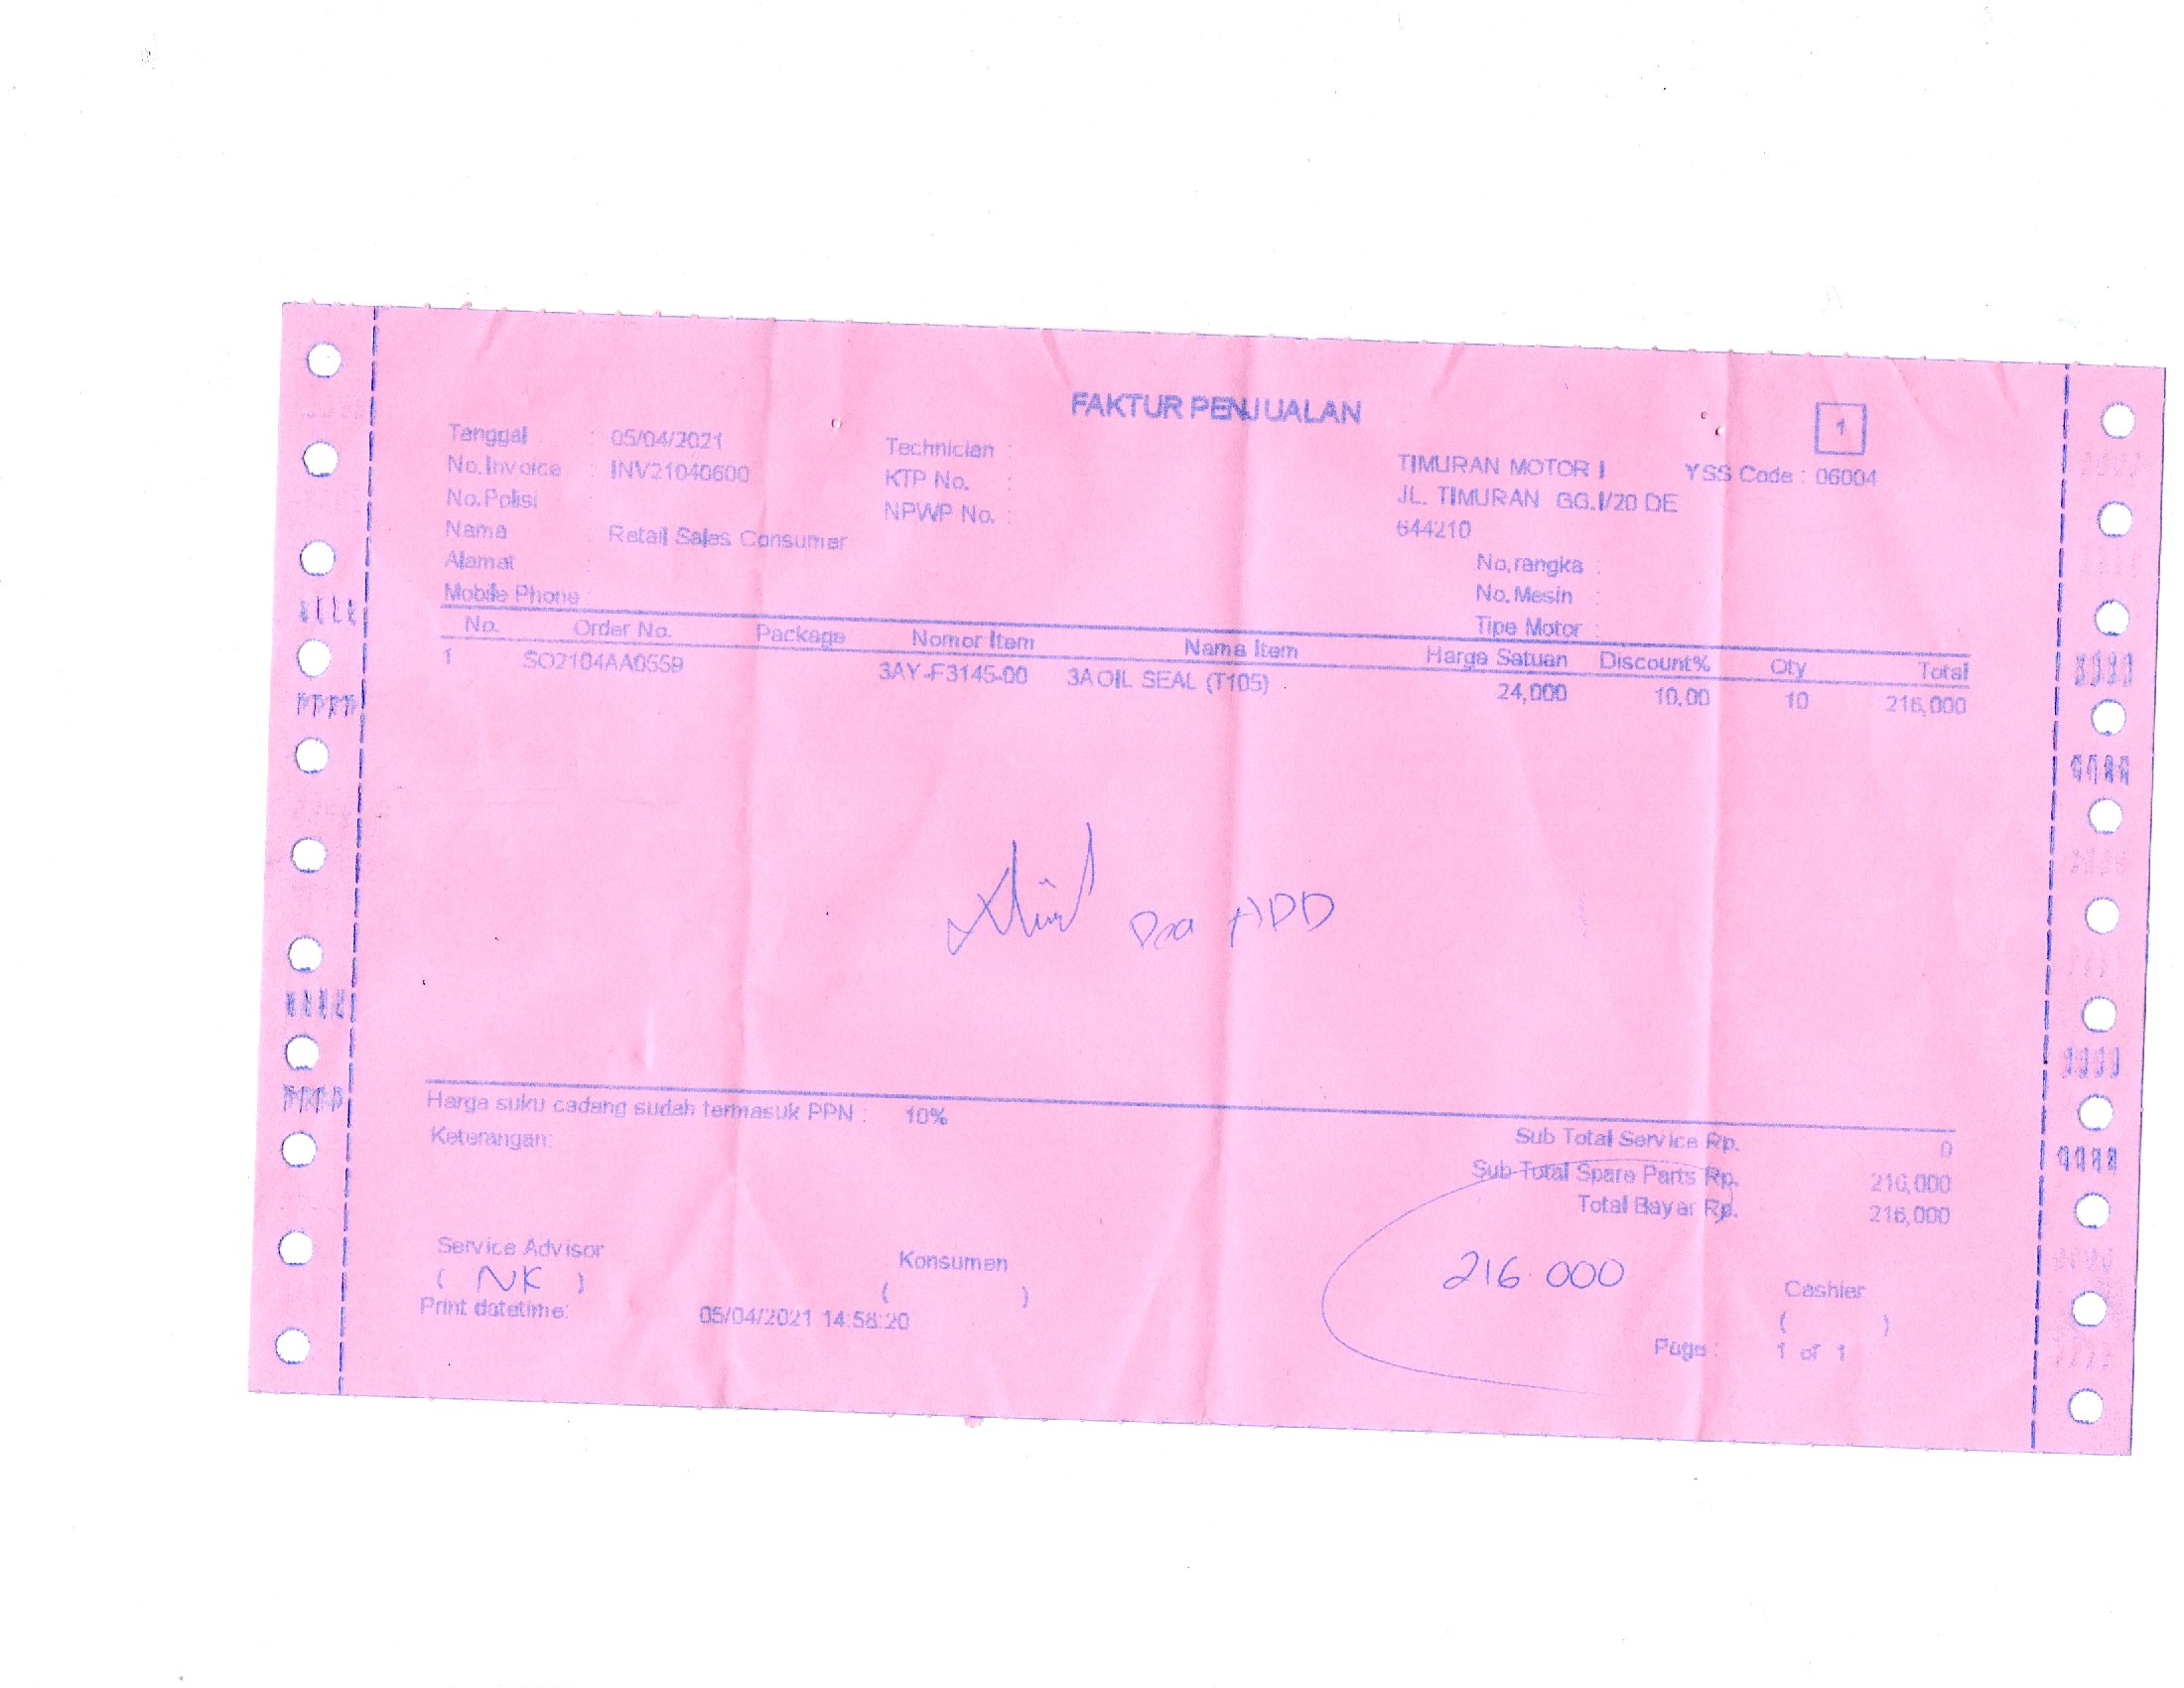 FAKTUR PENJUALAN
1
Tanggal : 05/04/2021
No.Invoice : INV21040600
No.Polisi :
Nama : Retail Sales Consumer
Alamat :
Mobile Phone :
Technician :
KTP No. :
NPWP No. :
TIMURAN MOTOR I YSS Code : 06004
JL. TIMURAN GG.I/20 DE
644210
No.rangka :
No.Mesin :
Tipe Motor :
No. Order No. Package Nomor Item Nama Item Harga Satuan Discount% Qty Total
1 SO2104AA0559 3AY-F3145-00 3A OIL SEAL (T105) 24,000 10,00 10 216,000
ADD
Harga suku cadang sudah termasuk PPN : 10%
Keterangan:
Sub Total Service Rp. 0
Sub Total Spare Parts Rp. 216,000
Total Bayar Rp. 216,000
216.000
Service Advisor Konsumen Cashier
( NK ) ( ) ( )
Print datetime: 05/04/2021 14:58:20
Page : 1 of 1